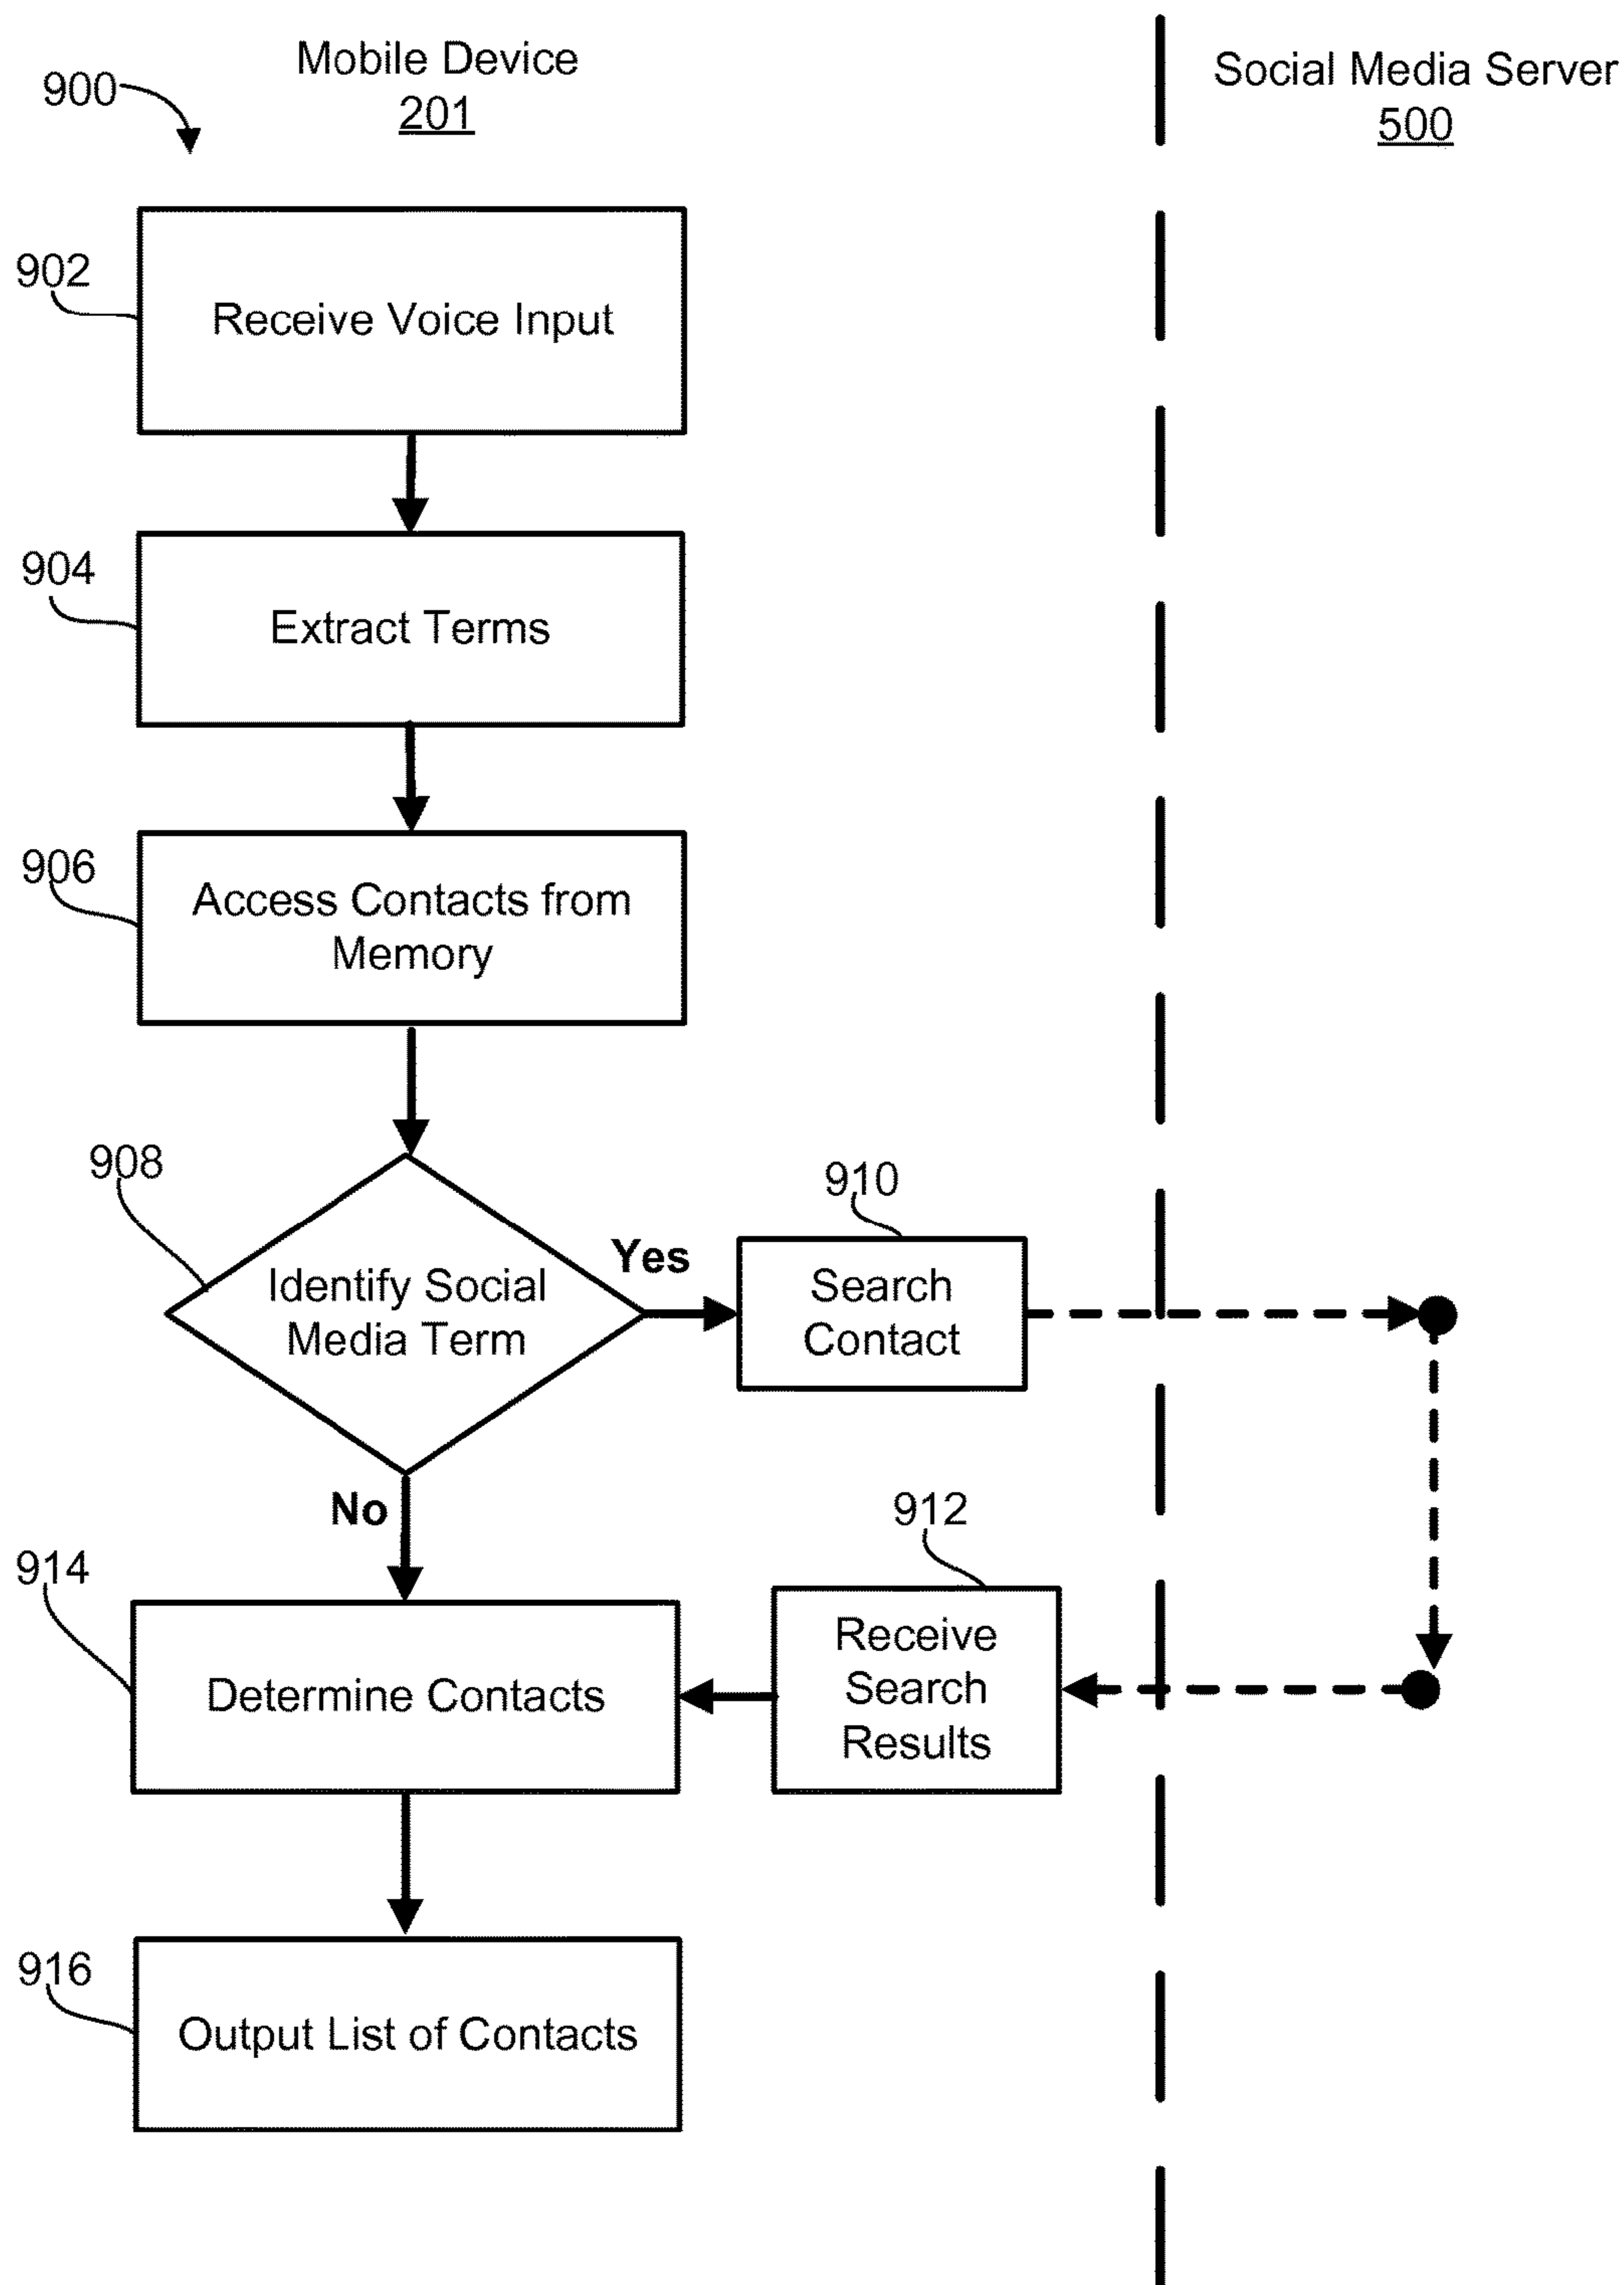 Mobile Device
201
Social Media Server
500
900
902
Receive Voice Input
904
Extract Terms
906
Access Contacts from
Memory
908
Identify Social
Media Term
Yes
910
Search
Contact
No
912
Receive
Search
Results
914
Determine Contacts
916
Output List of Contacts